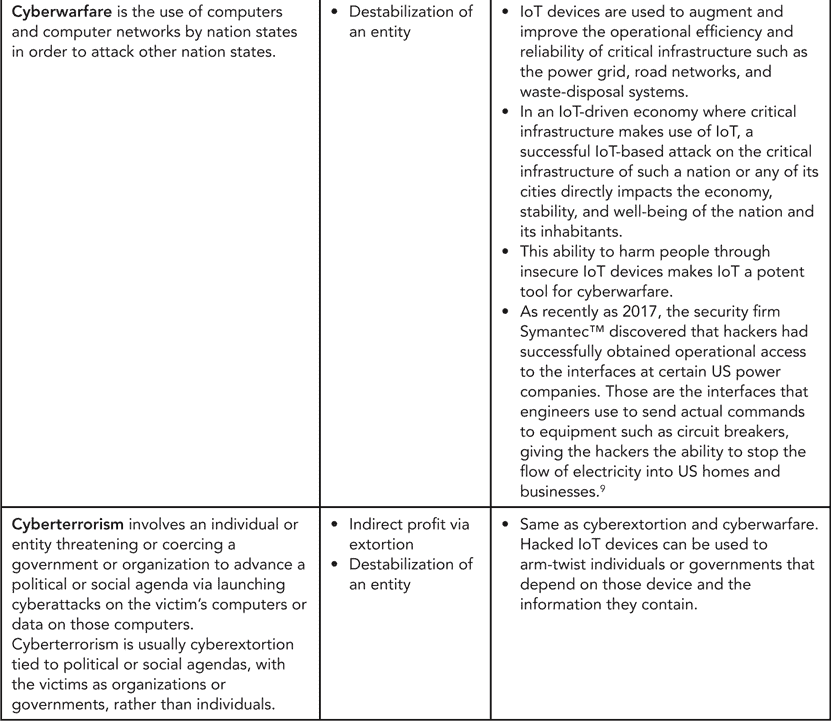 Cyberwarfare is the use of computers
and computer networks by nation states
in order to attack other nation states.
• Destabilization of
an entity
• IoT devices are used to augment and
improve the operational efficiency and
reliability of critical infrastructure such as
the power grid, road networks, and
waste-disposal systems.
• In an IoT-driven economy where critical
infrastructure makes use of IoT, a
successful IoT-based attack on the critical
infrastructure of such a nation or any of its
cities directly impacts the economy,
stability, and well-being of the nation and
its inhabitants.
• This ability to harm people through
insecure IoT devices makes IoT a potent
tool for cyberwarfare.
• As recently as 2017, the security firm
Symantec™ discovered that hackers had
successfully obtained operational access
to the interfaces at certain US power
companies. Those are the interfaces that
engineers use to send actual commands
to equipment such as circuit breakers,
giving the hackers the ability to stop the
flow of electricity into US homes and
businesses.⁹
Cyberterrorism involves an individual or
entity threatening or coercing a
government or organization to advance a
political or social agenda via launching
cyberattacks on the victim's computers or
data on those computers.
Cyberterrorism is usually cyberextortion
tied to political or social agendas, with
the victims as organizations or
governments, rather than individuals.
• Indirect profit via
extortion
• Destabilization of
an entity
• Same as cyberextortion and cyberwarfare.
Hacked IoT devices can be used to
arm-twist individuals or governments that
depend on those device and the
information they contain.